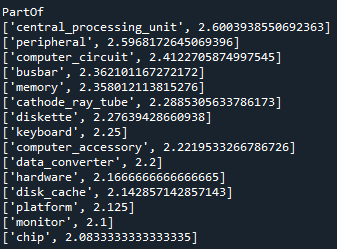 PartOf
['central_processing_unit', 2.6003938550692363]
['peripheral', 2.5968172645069396]
['computer_circuit', 2.4122705874997545]
['busbar', 2.362101167272172]
['memory', 2.358012113815276]
['cathode_ray_tube', 2.2885305633786173]
['diskette', 2.27639428660938]
['keyboard', 2.25]
['computer_accessory', 2.2219533266786726]
['data_converter', 2.2]
['hardware', 2.1666666666666665]
['disk_cache', 2.142857142857143]
['platform', 2.125]
['monitor', 2.1]
['chip', 2.0833333333333335]